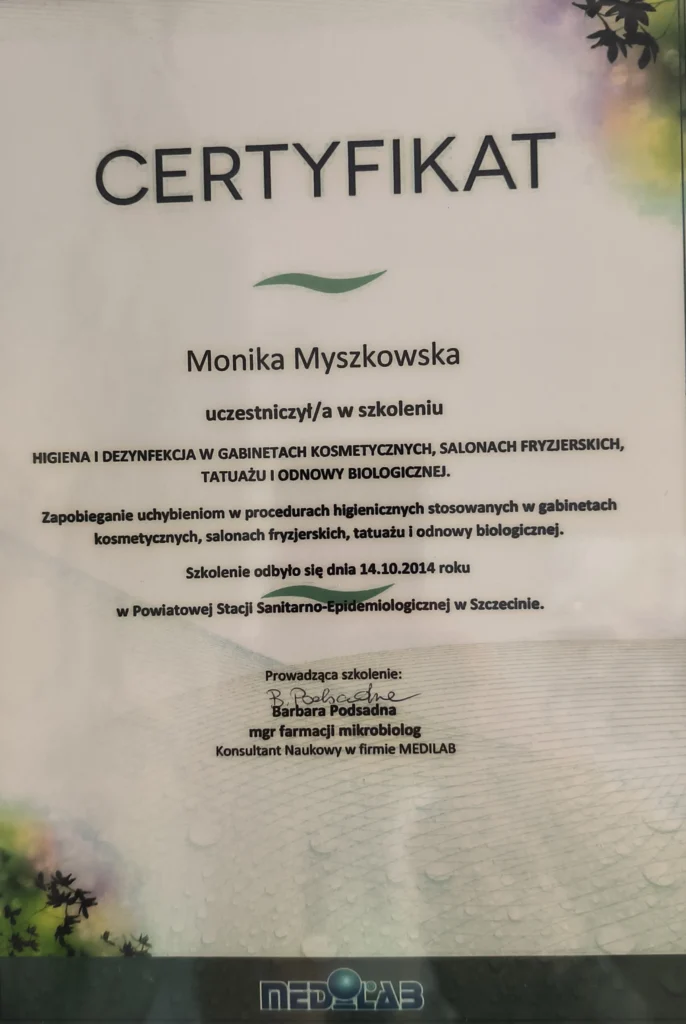 CERTYFIKAT
Monika Myszkowska
uczestniczył/a w szkoleniu
HIGIENA I DEZYNFEKCJA W GABINETACH KOSMETYCZNYCH, SALONACH FRYZJERSKICH,
TATUAŻU I ODNOWY BIOLOGICZNEJ.
Zapobieganie uchybieniom w procedurach higienicznych stosowanych w gabinetach
kosmetycznych, salonach fryzjerskich, tatuażu i odnowy biologicznej.
Szkolenie odbyło się dnia 14.10.2014 roku
w Powiatowej Stacji Sanitarno-Epidemiologicznej w Szczecinie.
Prowadząca szkolenie:
B. Podsadna
Barbara Podsadna
mgr farmacji mikrobiolog
Konsultant Naukowy w firmie MEDILAB
MEDILAB